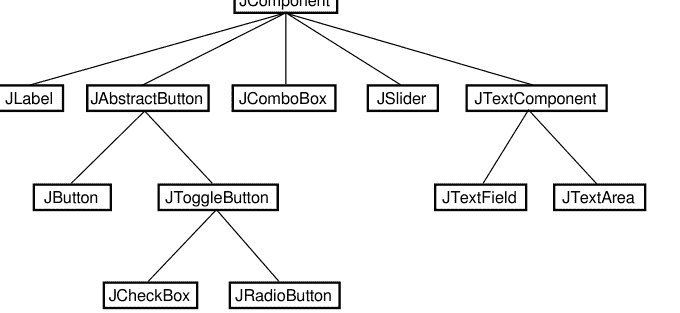 JComponent
JLabel JAbstractButton JComboBox JSlider JTextComponent
JButton JToggleButton JTextField JTextArea
JCheckBox JRadioButton